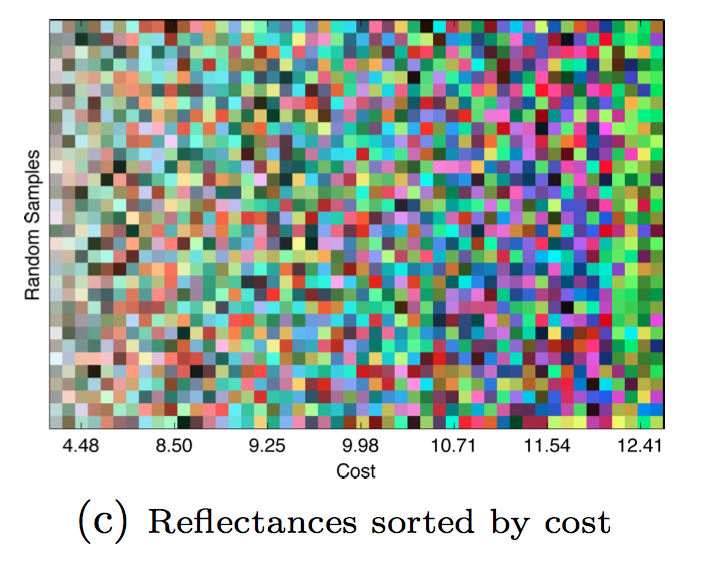 Random Samples
4.48 8.50 9.25 9.98 10.71 11.54 12.41
Cost
(c) Reflectances sorted by cost